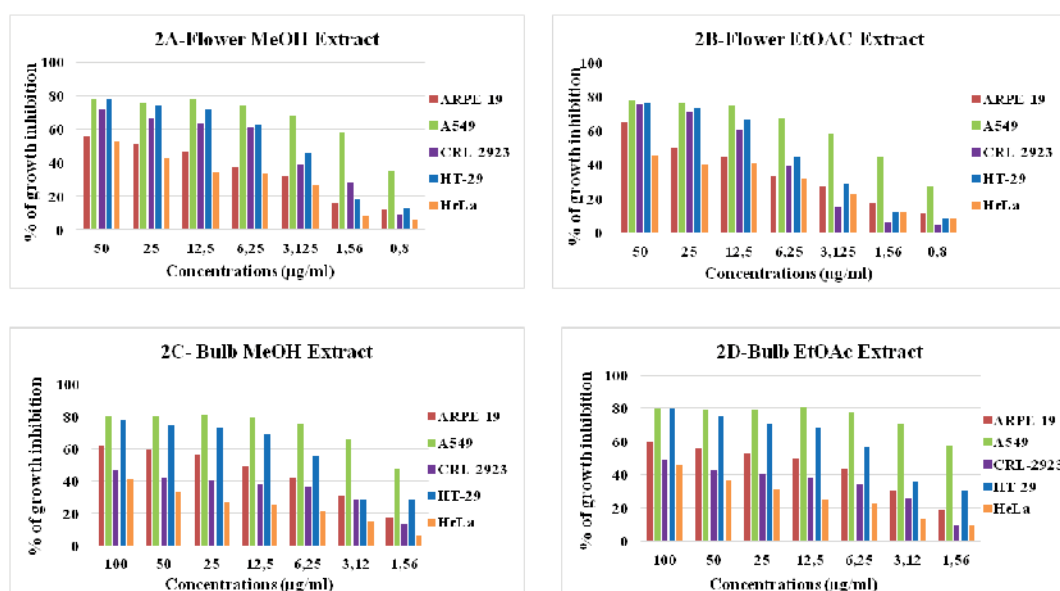 2A-Flower MeOH Extract
% of growth inhibition
100
80
60
40
20
0
50 25 12,5 6,25 3,125 1,56 0,8
Concentrations (µg/ml)
ARPE-19
A549
CRL-2923
HT-29
HeLa
2B-Flower EtOAC Extract
% of growth inhibition
100
80
60
40
20
0
50 25 12,5 6,25 3,125 1,56 0,8
Concentrations (µg/ml)
ARPE-19
A549
CRL-2923
HT-29
HeLa
2C- Bulb MeOH Extract
% of growth inhibition
100
80
60
40
20
0
100 50 25 12,5 6,25 3,12 1,56
Concentrations (µg/ml)
ARPE-19
A549
CRL-2923
HT-29
HeLa
2D-Bulb EtOAc Extract
% of growth inhibition
100
80
60
40
20
0
100 50 25 12,5 6,25 3,12 1,56
Concentrations (µg/ml)
ARPE-19
A549
CRL-2923
HT-29
HeLa